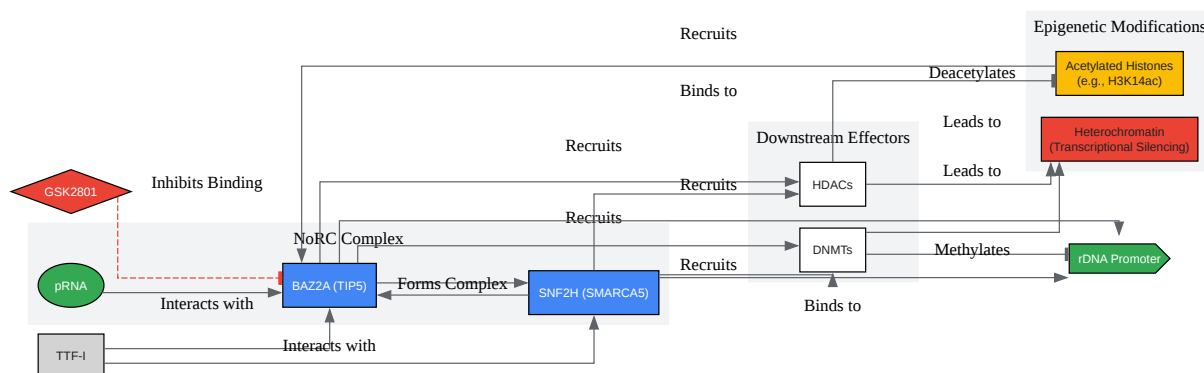 Epigenetic Modifications
Recruits
Acetylated Histones
(e.g., H3K14ac)
Deacetylates
Binds to
Leads to
Downstream Effectors
Heterochromatin
(Transcriptional Silencing)
Recruits
Leads to
Inhibits Binding
GSK2801
Recruits
HDACs
Recruits
NoRC Complex
DNMTs
Methylates
rDNA Promoter
Recruits
pRNA
BAZ2A (TIP5)
Forms Complex
SNF2H (SMARCA5)
Interacts with
Binds to
TTF-I
Interacts with